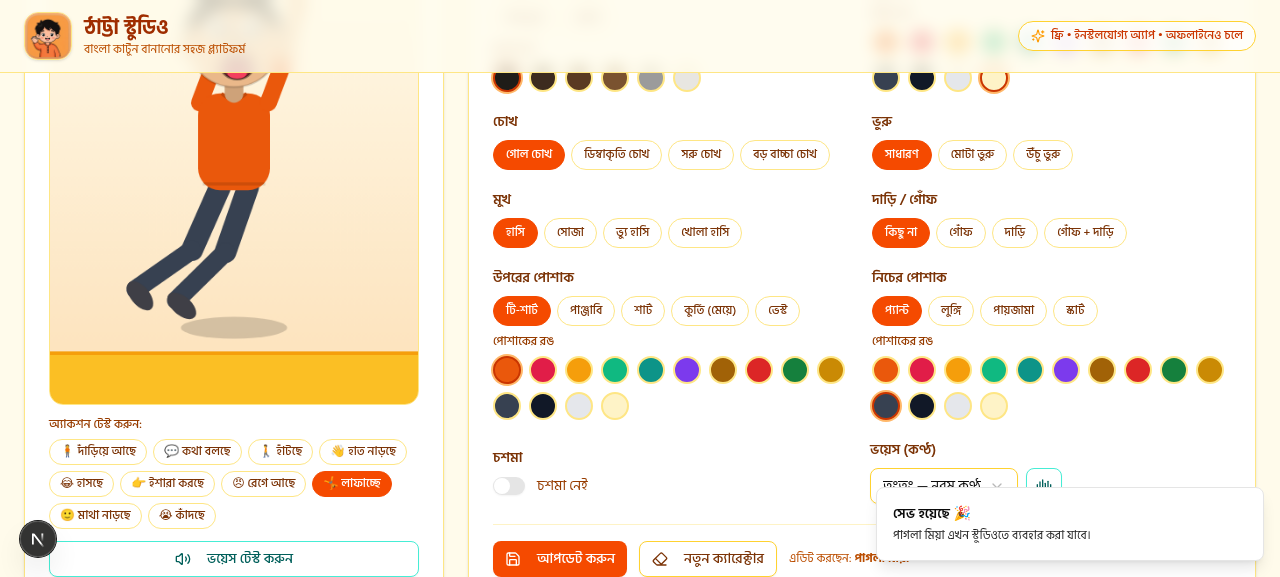 ঠাট্টা স্টুডিও
বাংলা কার্টুন বানানোর সহজ প্ল্যাটফর্ম
ফ্রি • ইনস্টলযোগ্য অ্যাপ • অফলাইনেও চলে
চোখ
গোল চোখ
ডিম্বাকৃতি চোখ
সরু চোখ
বড় বাচ্চা চোখ
ভুরু
সাধারণ
মোটা ভুরু
উঁচু ভুরু
মুখ
হাসি
সোজা
ভ্যু হাসি
খোলা হাসি
দাড়ি / গোঁফ
কিছু না
গোঁফ
দাড়ি
গোঁফ + দাড়ি
উপরের পোশাক
টি-শার্ট
পাঞ্জাবি
শার্ট
কুর্তি (মেয়ে)
ভেস্ট
নিচের পোশাক
প্যান্ট
লুঙ্গি
পায়জামা
স্কার্ট
পোশাকের রঙ
পোশাকের রঙ
অ্যাকশন টেস্ট করুন:
🧍 দাঁড়িয়ে আছে
💬 কথা বলছে
🚶 হাঁটছে
👋 হাত নাড়ছে
😂 হাসছে
👉 ইশারা করছে
😠 রেগে আছে
🤸 লাফাচ্ছে
🙂 মাথা নাড়ছে
😭 কাঁদছে
ভয়েস টেস্ট করুন
চশমা
চশমা নেই
ভয়েস (কণ্ঠ)
আপডেট করুন
নতুন ক্যারেক্টার
এডিট করছেন:
সেভ হয়েছে 🎉
পাগলা মিয়া এখন স্টুডিওতে ব্যবহার করা যাবে।
N